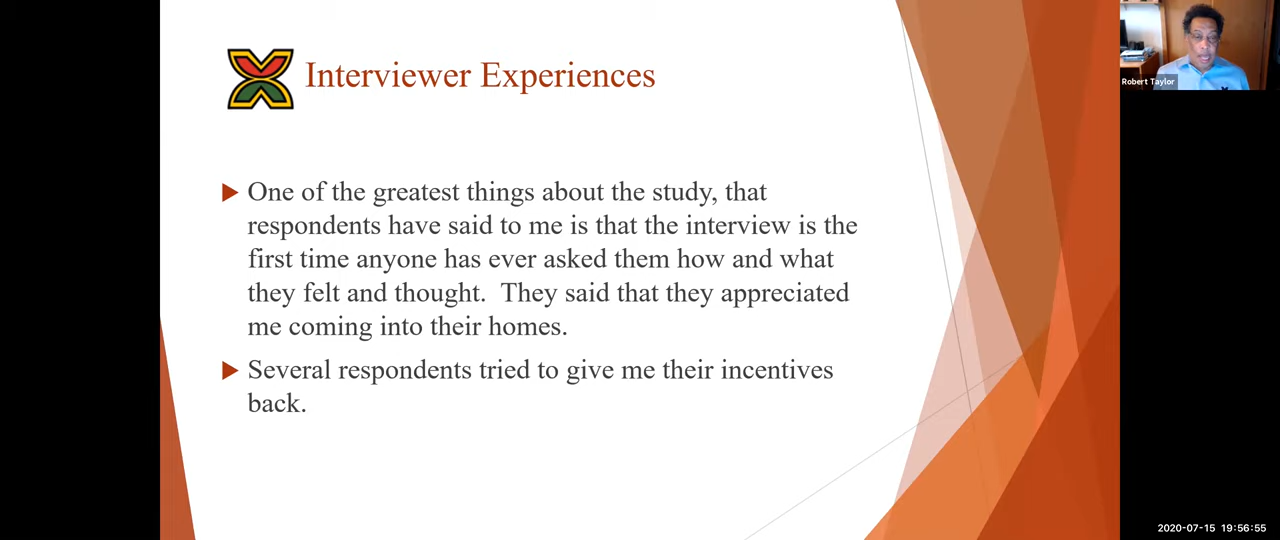 Interviewer Experiences
Robert Taylor
One of the greatest things about the study, that
respondents have said to me is that the interview is the
first time anyone has ever asked them how and what
they felt and thought.  They said that they appreciated
me coming into their homes.
Several respondents tried to give me their incentives
back.
2020-07-15 19:56:55